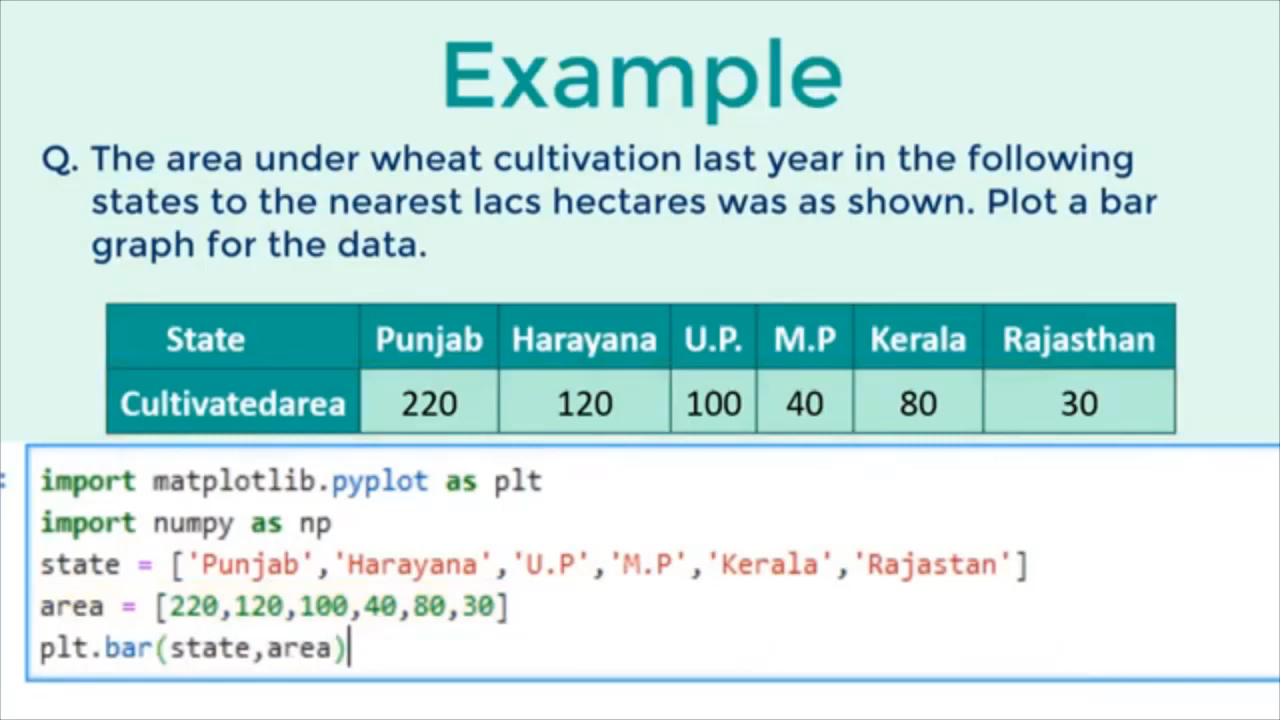 Example
Q. The area under wheat cultivation last year in the following
states to the nearest lacs hectares was as shown. Plot a bar
graph for the data.
State Punjab Harayana U.P. M.P Kerala Rajasthan
Cultivatedarea 220 120 100 40 80 30
:
import matplotlib.pyplot as plt
import numpy as np
state = ['Punjab','Harayana','U.P','M.P','Kerala','Rajastan']
area = [220,120,100,40,80,30]
plt.bar(state,area)